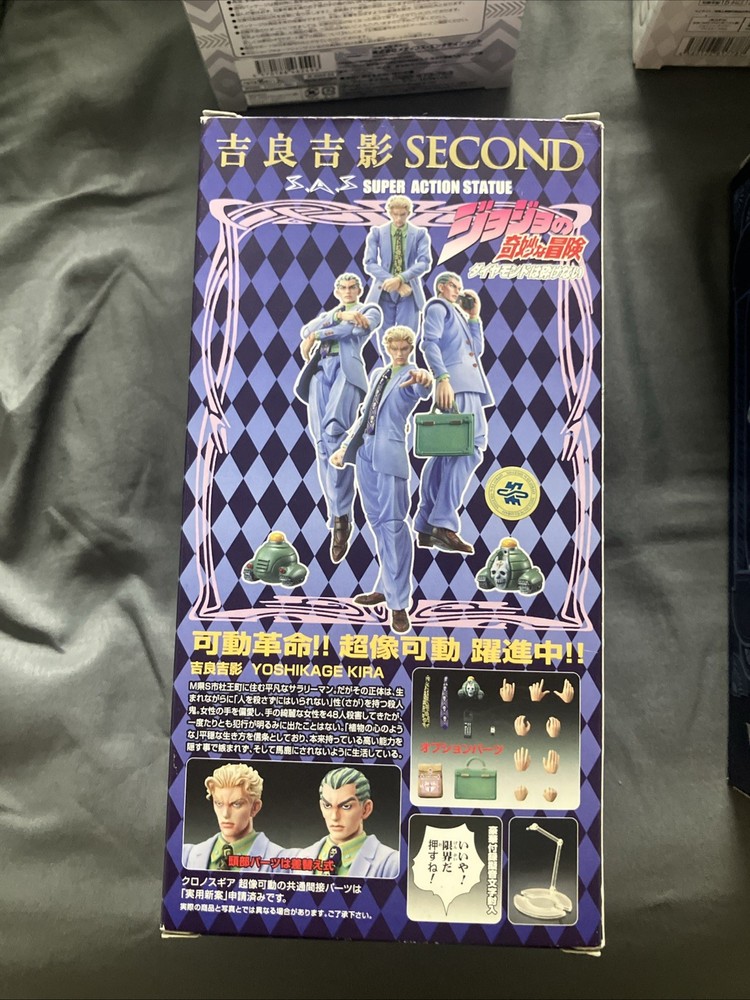 吉良吉影 SECOND
S.A.S SUPER ACTION STATUE
ジョジョの
奇妙な冒険
ダイヤモンドは砕けない
可動革命!! 超像可動 躍進中!!
吉良吉影 YOSHIKAGE KIRA
M県S市杜王町に住む平凡なサラリーマン。だがその正体は、生
まれながらに「人を殺さずにはいられない」性(さが)を持つ殺人
鬼。女性の手を偏愛し、手の綺麗な女性を48人殺害してきたが、
一度たりとも犯行が明るみに出たことはない。「植物の心のよう
な」平穏な生き方を信条としており、本来持っている高い能力を
隠す事で妬まれず、そして馬鹿にされないように生活している。
オプションパーツ
頭部パーツは差替え式
クロノスギア 超像可動の共通間接パーツは
「実用新案」申請済みです。
実際の商品と写真とでは異なる場合があります。ご了承下さい。
いいや!
限界だ
押すね!